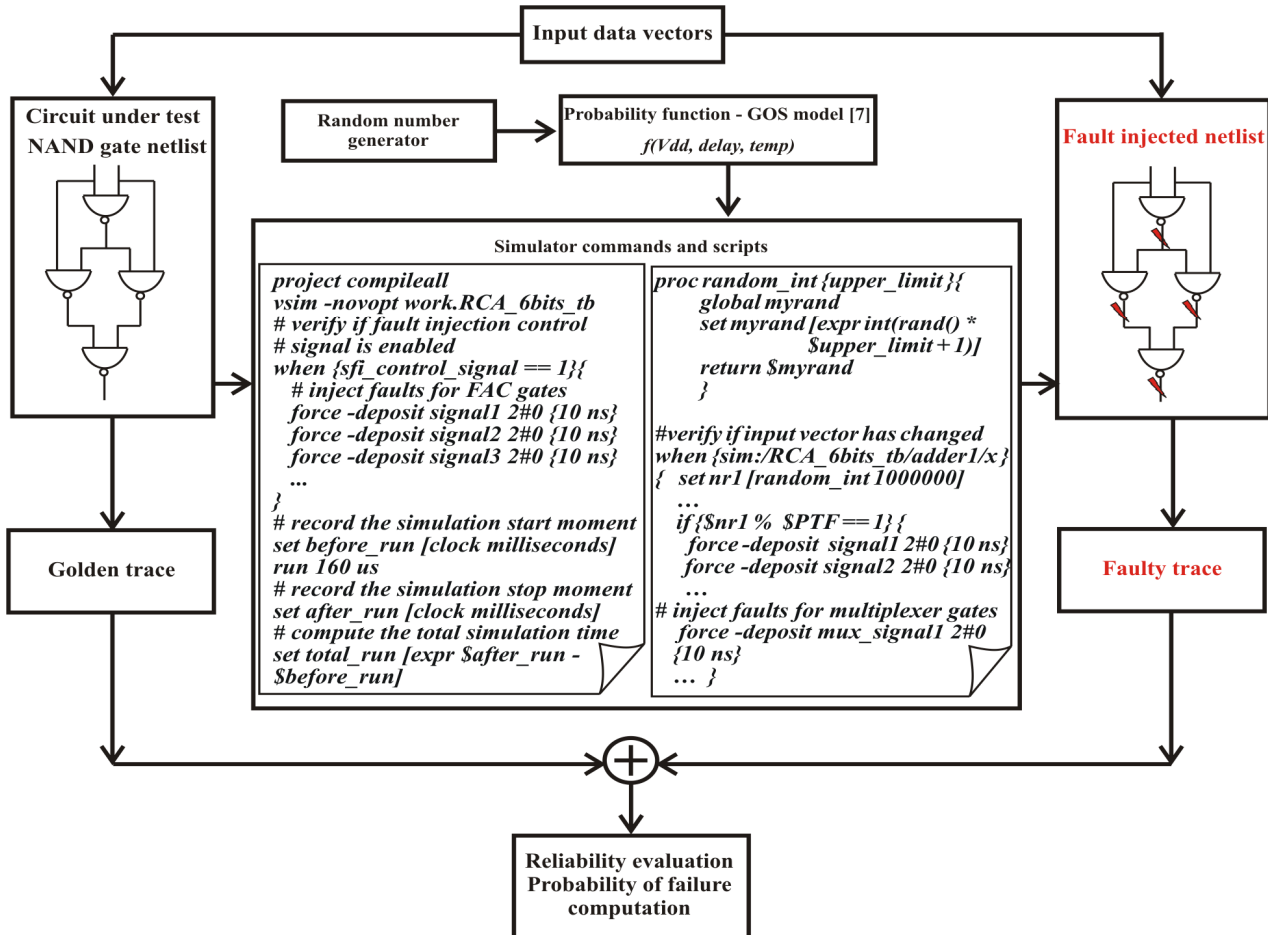 Input data vectors
Circuit under test
NAND gate netlist
Random number
generator
Probability function - GOS model [7]
f(Vdd, delay, temp)
Fault injected netlist
Simulator commands and scripts
project compileall
vsim -novopt work.RCA_6bits_tb
# verify if fault injection control
# signal is enabled
when {sfi_control_signal == 1}{
# inject faults for FAC gates
force -deposit signal1 2#0 {10 ns}
force -deposit signal2 2#0 {10 ns}
force -deposit signal3 2#0 {10 ns}
...
}
# record the simulation start moment
set before_run [clock milliseconds]
run 160 us
# record the simulation stop moment
set after_run [clock milliseconds]
# compute the total simulation time
set total_run [expr $after_run -
$before_run]
proc random_int {upper_limit}{
global myrand
set myrand [expr int(rand() *
$upper_limit + 1)]
return $myrand
}
#verify if input vector has changed
when {sim:/RCA_6bits_tb/adder1/x}
{ set nr1 [random_int 1000000]
...
if {$nr1 % $PTF == 1}{
force -deposit signal1 2#0 {10 ns}
force -deposit signal2 2#0 {10 ns}
...
# inject faults for multiplexer gates
force -deposit mux_signal1 2#0
{10 ns}
... }
Golden trace
Faulty trace
Reliability evaluation
Probability of failure
computation